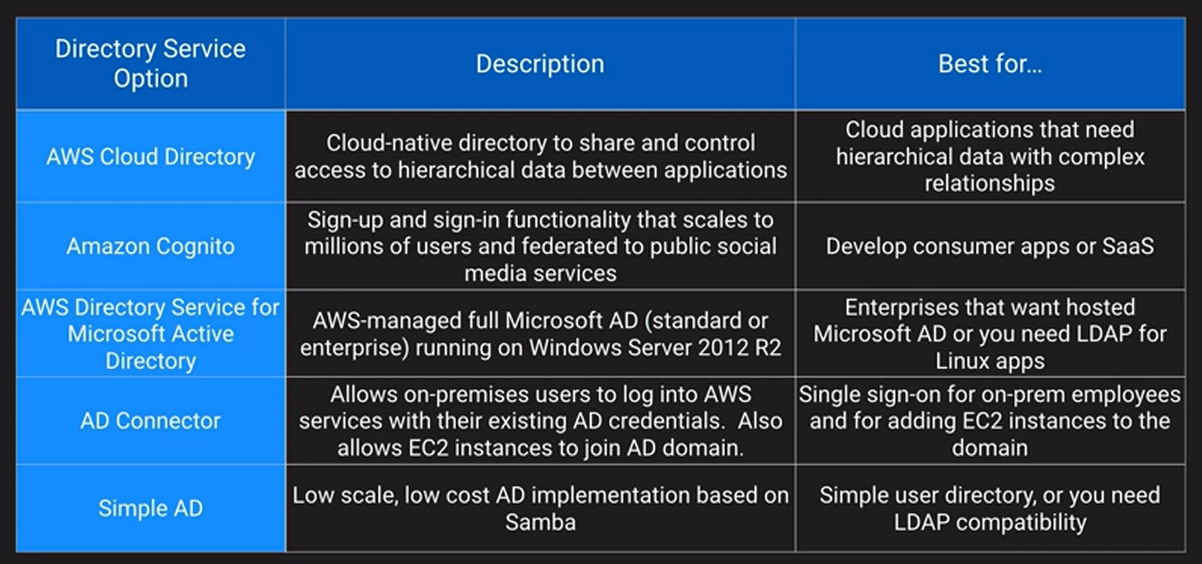 Directory Service
Option
Description
Best for...
AWS Cloud Directory
Cloud-native directory to share and control
access to hierarchical data between applications
Cloud applications that need
hierarchical data with complex
relationships
Amazon Cognito
Sign-up and sign-in functionality that scales to
millions of users and federated to public social
media services
Develop consumer apps or SaaS
AWS Directory Service for
Microsoft Active
Directory
AWS-managed full Microsoft AD (standard or
enterprise) running on Windows Server 2012 R2
Enterprises that want hosted
Microsoft AD or you need LDAP for
Linux apps
AD Connector
Allows on-premises users to log into AWS
services with their existing AD credentials.  Also
allows EC2 instances to join AD domain.
Single sign-on for on-prem employees
and for adding EC2 instances to the
domain
Simple AD
Low scale, low cost AD implementation based on
Samba
Simple user directory, or you need
LDAP compatibility